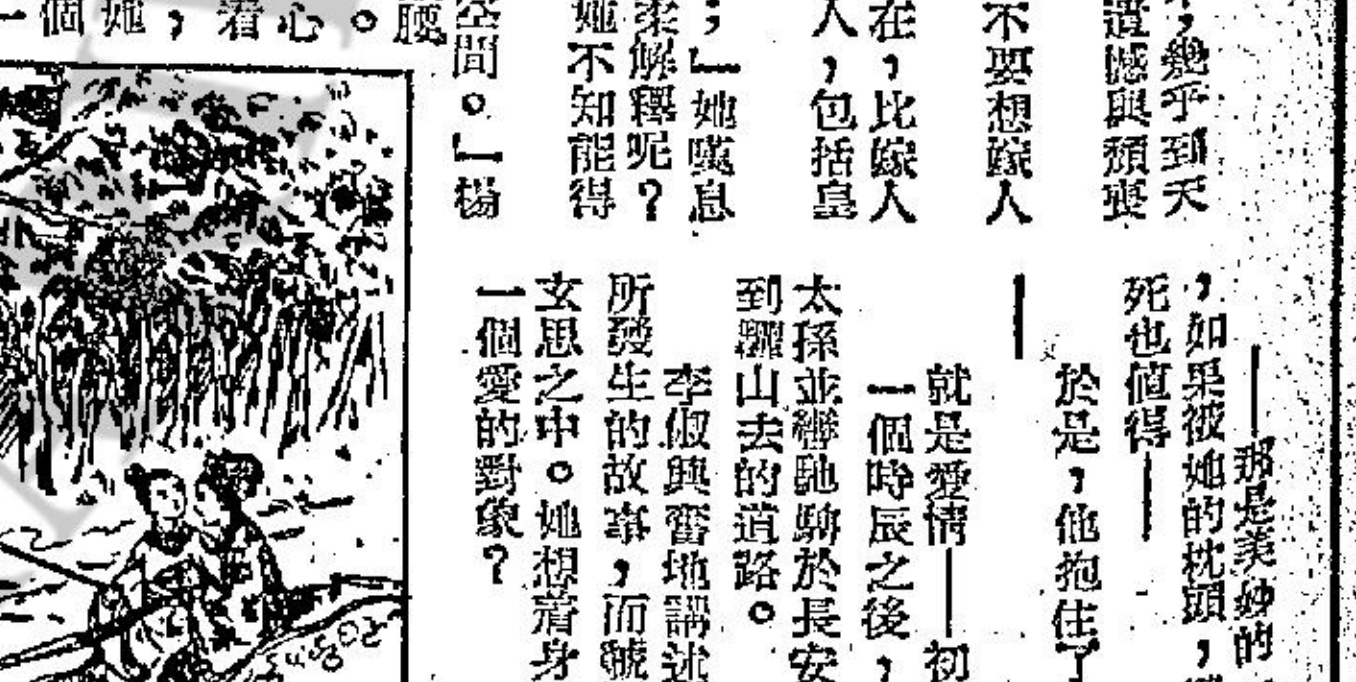 ，幾乎到天
遺憾與頹喪
不要想嫁人
在，比嫁人
人，包括皇
；」她嘆息
柔解釋呢？
她不知能得
空間。」楊
腰
。
心
着
，
她
個
一
——那是美妙的
，如果被她的枕頭，
死也値得——
於是，他抱住了
——
就是愛情——初
一個時辰之後，
太孫並轡馳騁於長安
到驪山去的道路。
李俶興奮地講述
所發生的故事，而虢
玄思之中。她想着身
一個愛的對象？